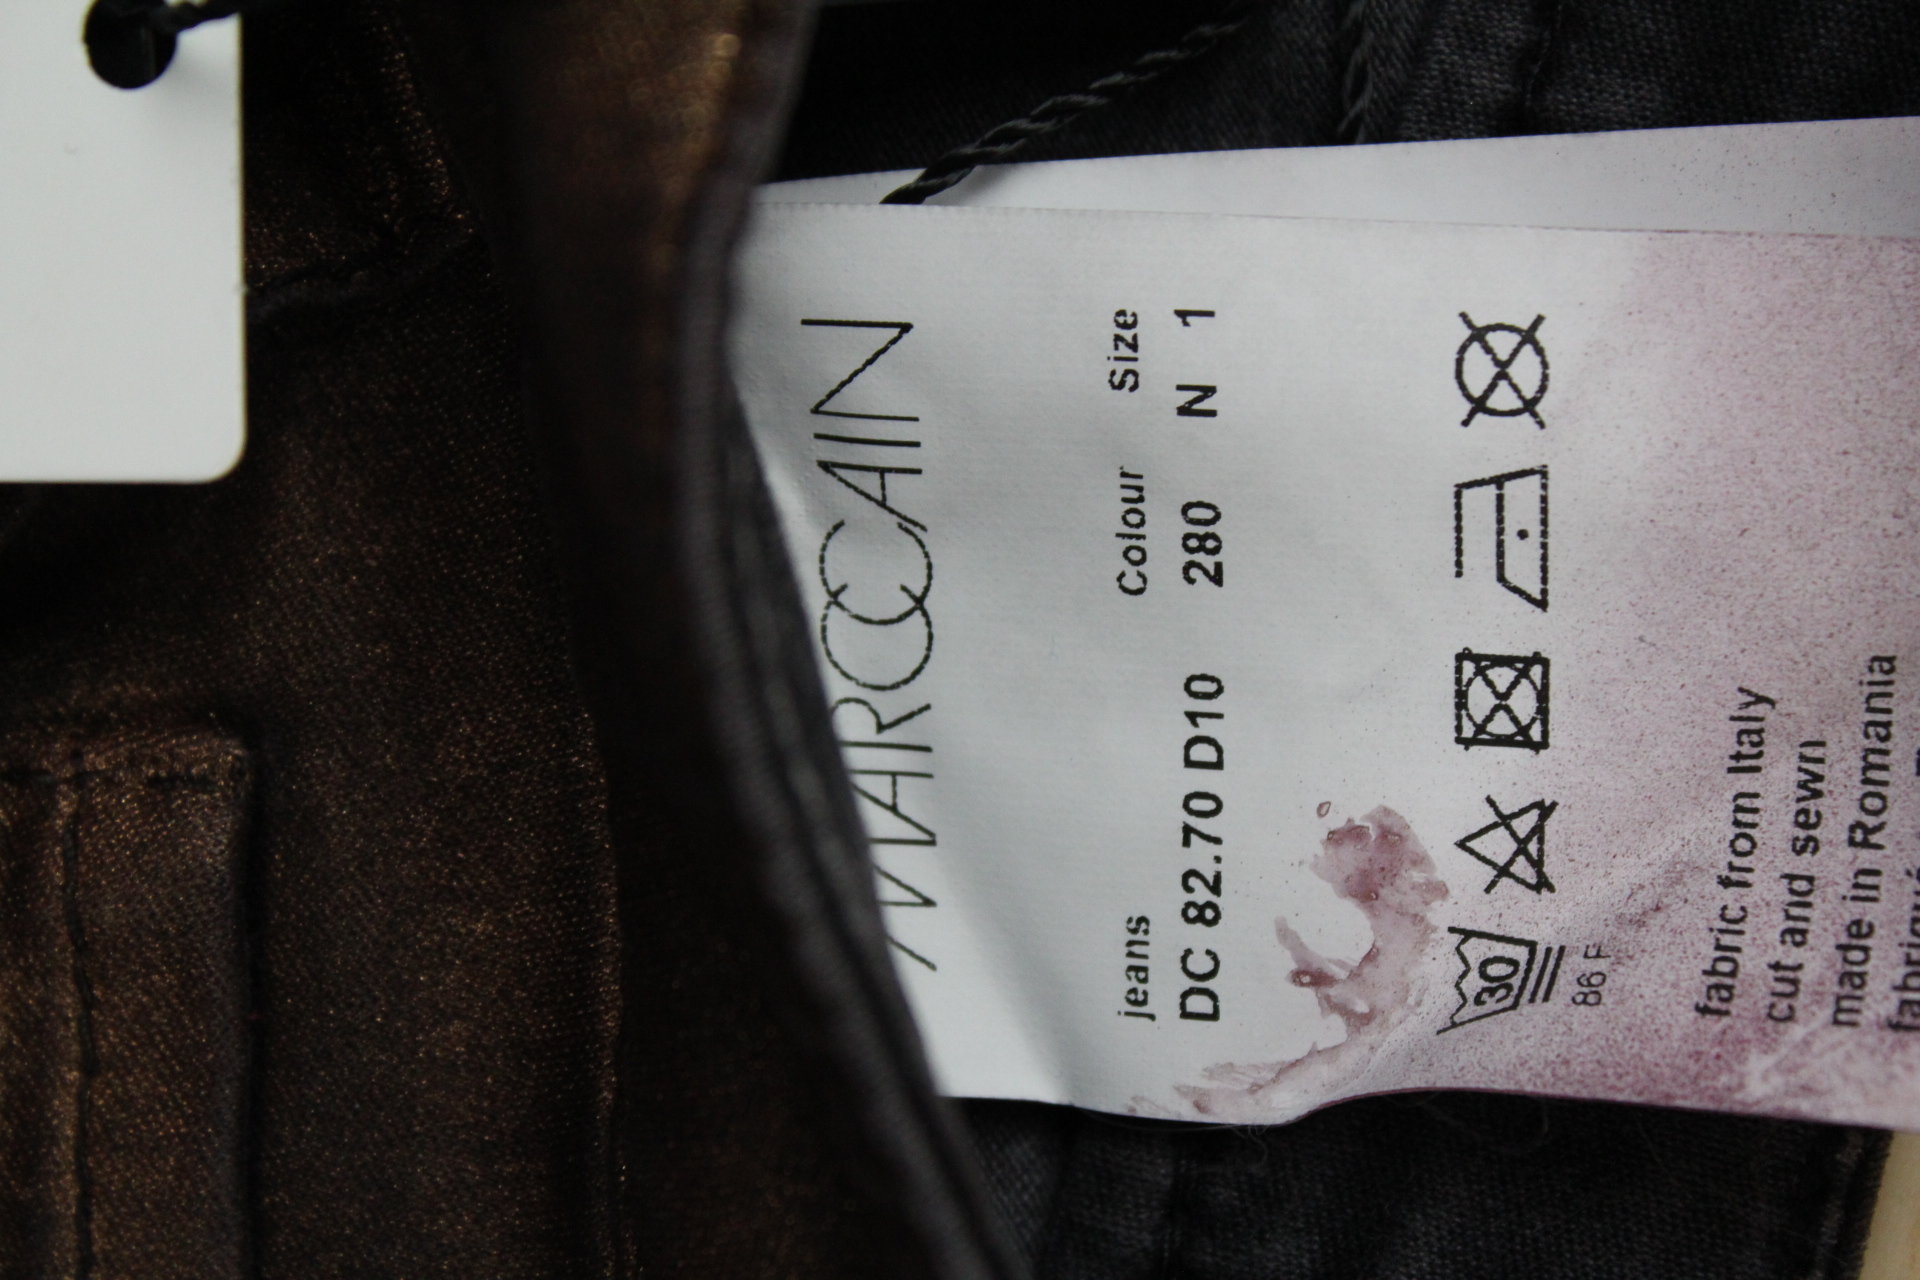 MARCCAIN
jeans Colour Size
DC 82.70 D10 280 N 1
30
86 F
fabric from Italy
cut and sewn
made in Romania